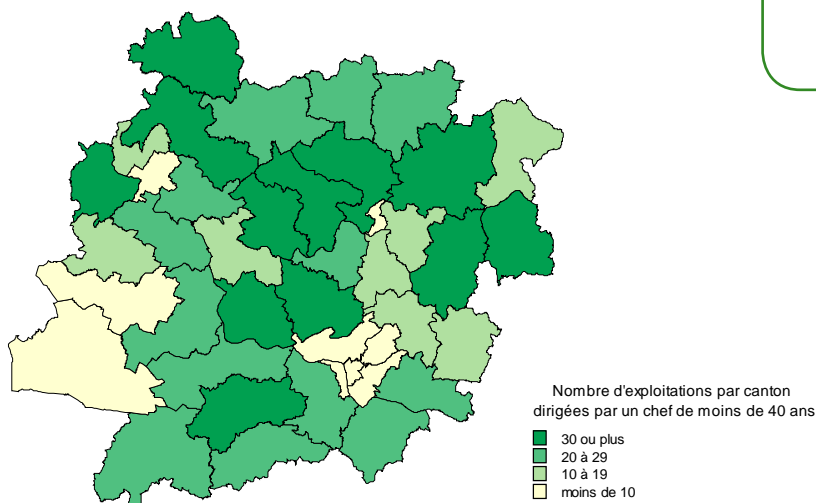 Nombre d'exploitations par canton
dirigées par un chef de moins de 40 ans
30 ou plus
20 à 29
10 à 19
moins de 10